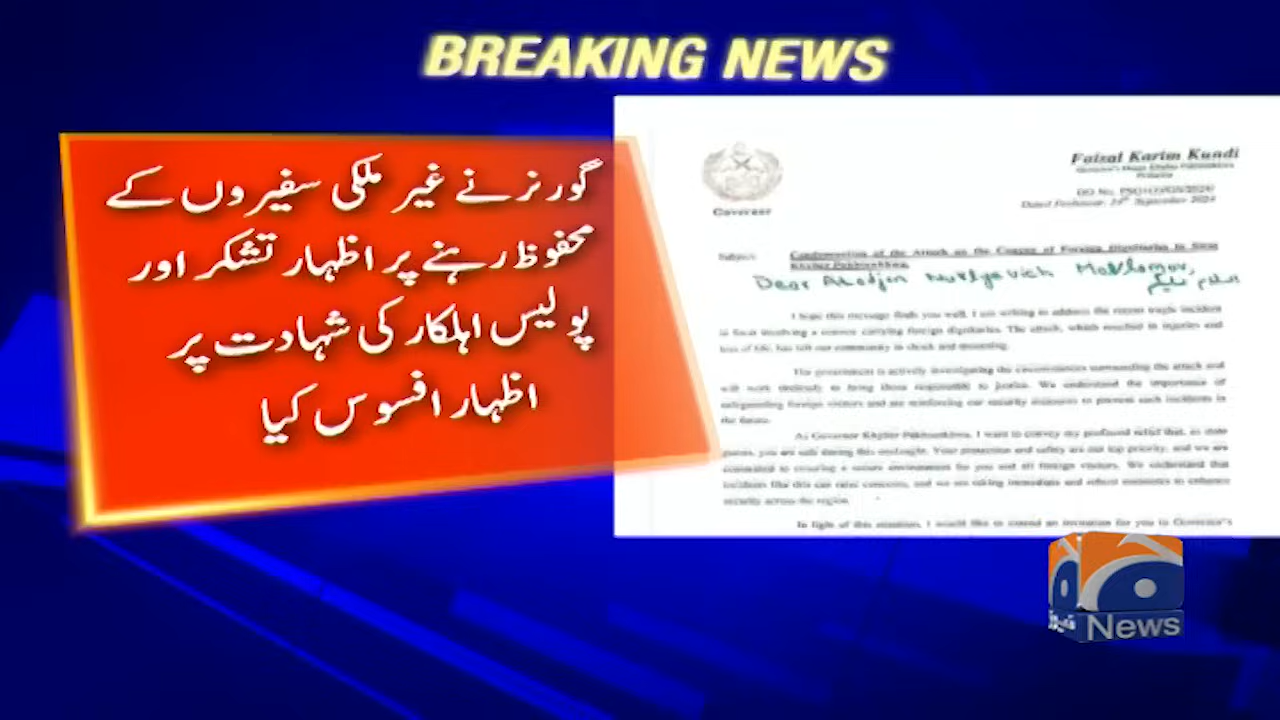 BREAKING NEWS
گورنر نے غیر ملکی سفیروں کے
محفوظ رہنے پر اظہار تشکر اور
پولیس اہلکار کی شہادت پر
اظہار افسوس کیا
Faisal Karim Kundi
Governor
Subject: Condemnation of the Attack on the Convoy of Foreign Dignitaries in Swat
Khyber Pakhtunkhwa.
Dear
I hope this message finds you well. I am writing to address the recent tragic incident
in Swat involving a convoy carrying foreign dignitaries. The attack, which resulted in injuries and
loss of life, has left our community in shock and mourning.
The government is actively investigating the circumstances surrounding the attack and
will work tirelessly to bring those responsible to justice. We understand the importance of
safeguarding foreign visitors and are reinforcing our security measures to prevent such incidents in
the future.
As Governor Khyber Pakhtunkhwa, I want to convey my profound relief that, as state
guests, you are safe during this onslaught. Your protection and safety are our top priority, and we are
committed to ensuring a secure environment for you and all foreign visitors. We understand that
incidents like this can raise concerns, and we are taking immediate and robust measures to enhance
security across the region.
In light of this situation, I would like to extend an invitation for you to Governor's
نیوز
News